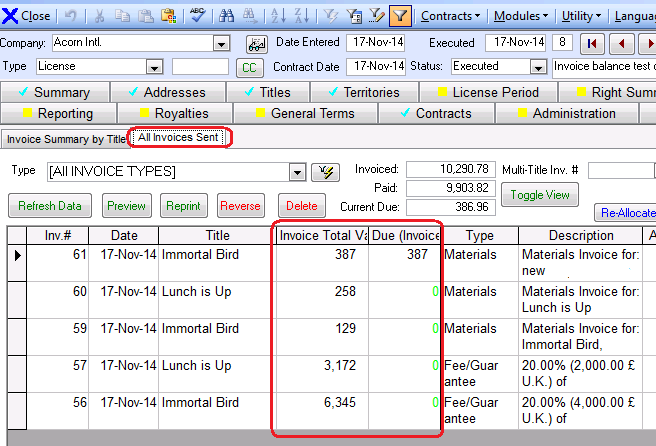 Close Contracts Modules Utility Languag
Company: Acorn Intl. Date Entered 17-Nov-14 Executed 17-Nov-14 8
Type License CC Contract Date 17-Nov-14 Status: Executed Invoice balance test c
Summary Addresses Titles Territories License Period Right Sum
Reporting Royalties General Terms Contracts Administration
Invoice Summary by Title All Invoices Sent
Type [All INVOICE TYPES] Invoiced: 10,290.78 Multi-Title Inv. #
Paid: 9,903.82 Toggle View
Refresh Data Preview Reprint Reverse Delete Current Due: 386.96 Re-Allocate
Inv.# Date Title Invoice Total Va Due (Invoice Type Description A
61 17-Nov-14 Immortal Bird 387 387 Materials Materials Invoice for:
new
60 17-Nov-14 Lunch is Up 258 0 Materials Materials Invoice for:
Lunch is Up
59 17-Nov-14 Immortal Bird 129 0 Materials Materials Invoice for:
Immortal Bird,
57 17-Nov-14 Lunch is Up 3,172 0 Fee/Guar 20.00% (2,000.00 £
antee U.K.) of
56 17-Nov-14 Immortal Bird 6,345 0 Fee/Guar 20.00% (4,000.00 £
antee U.K.) of